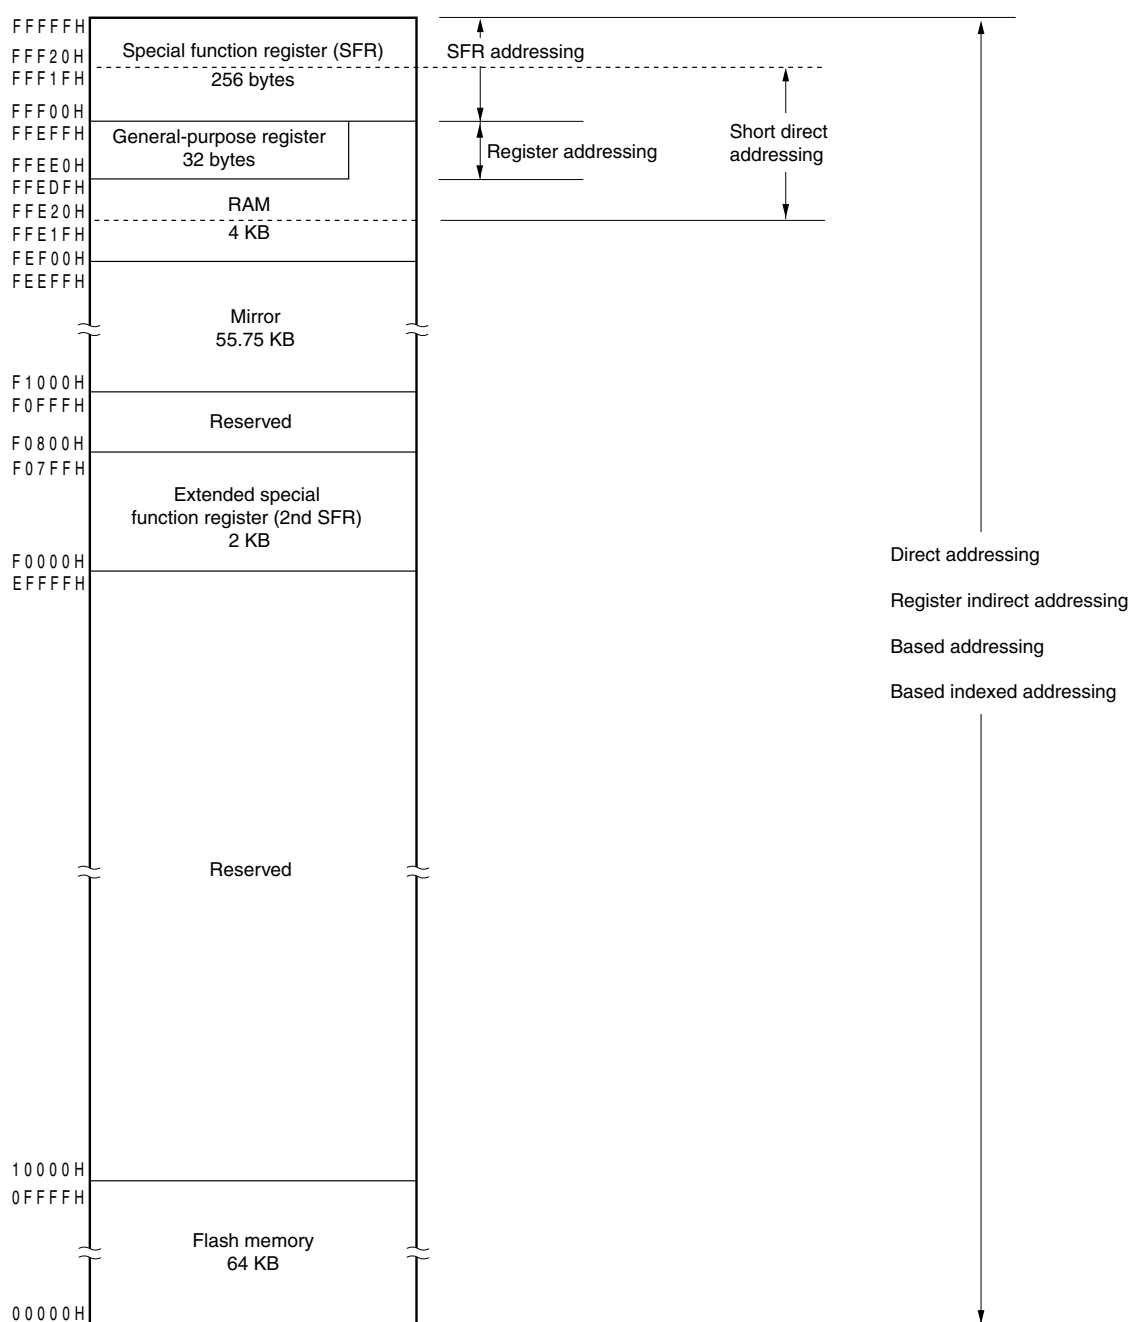 FFFFFH
FFF20H
FFF1FH
FFF00H
FFEFFH
FFEE0H
FFEDFH
FFE20H
FFE1FH
FEF00H
FEEFFH
F1000H
F0FFFH
F0800H
F07FFH
F0000H
EFFFFH
10000H
0FFFFH
00000H
Special function register (SFR)
256 bytes
General-purpose register
32 bytes
RAM
4 KB
Mirror
55.75 KB
Reserved
Extended special
function register (2nd SFR)
2 KB
Reserved
Flash memory
64 KB
SFR addressing
Register addressing
Short direct
addressing
Direct addressing
Register indirect addressing
Based addressing
Based indexed addressing